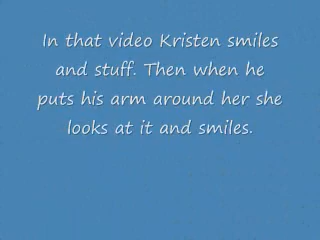 In that video Kristen smiles
and stuff. Then when he
puts his arm around her she
looks at it and smiles.